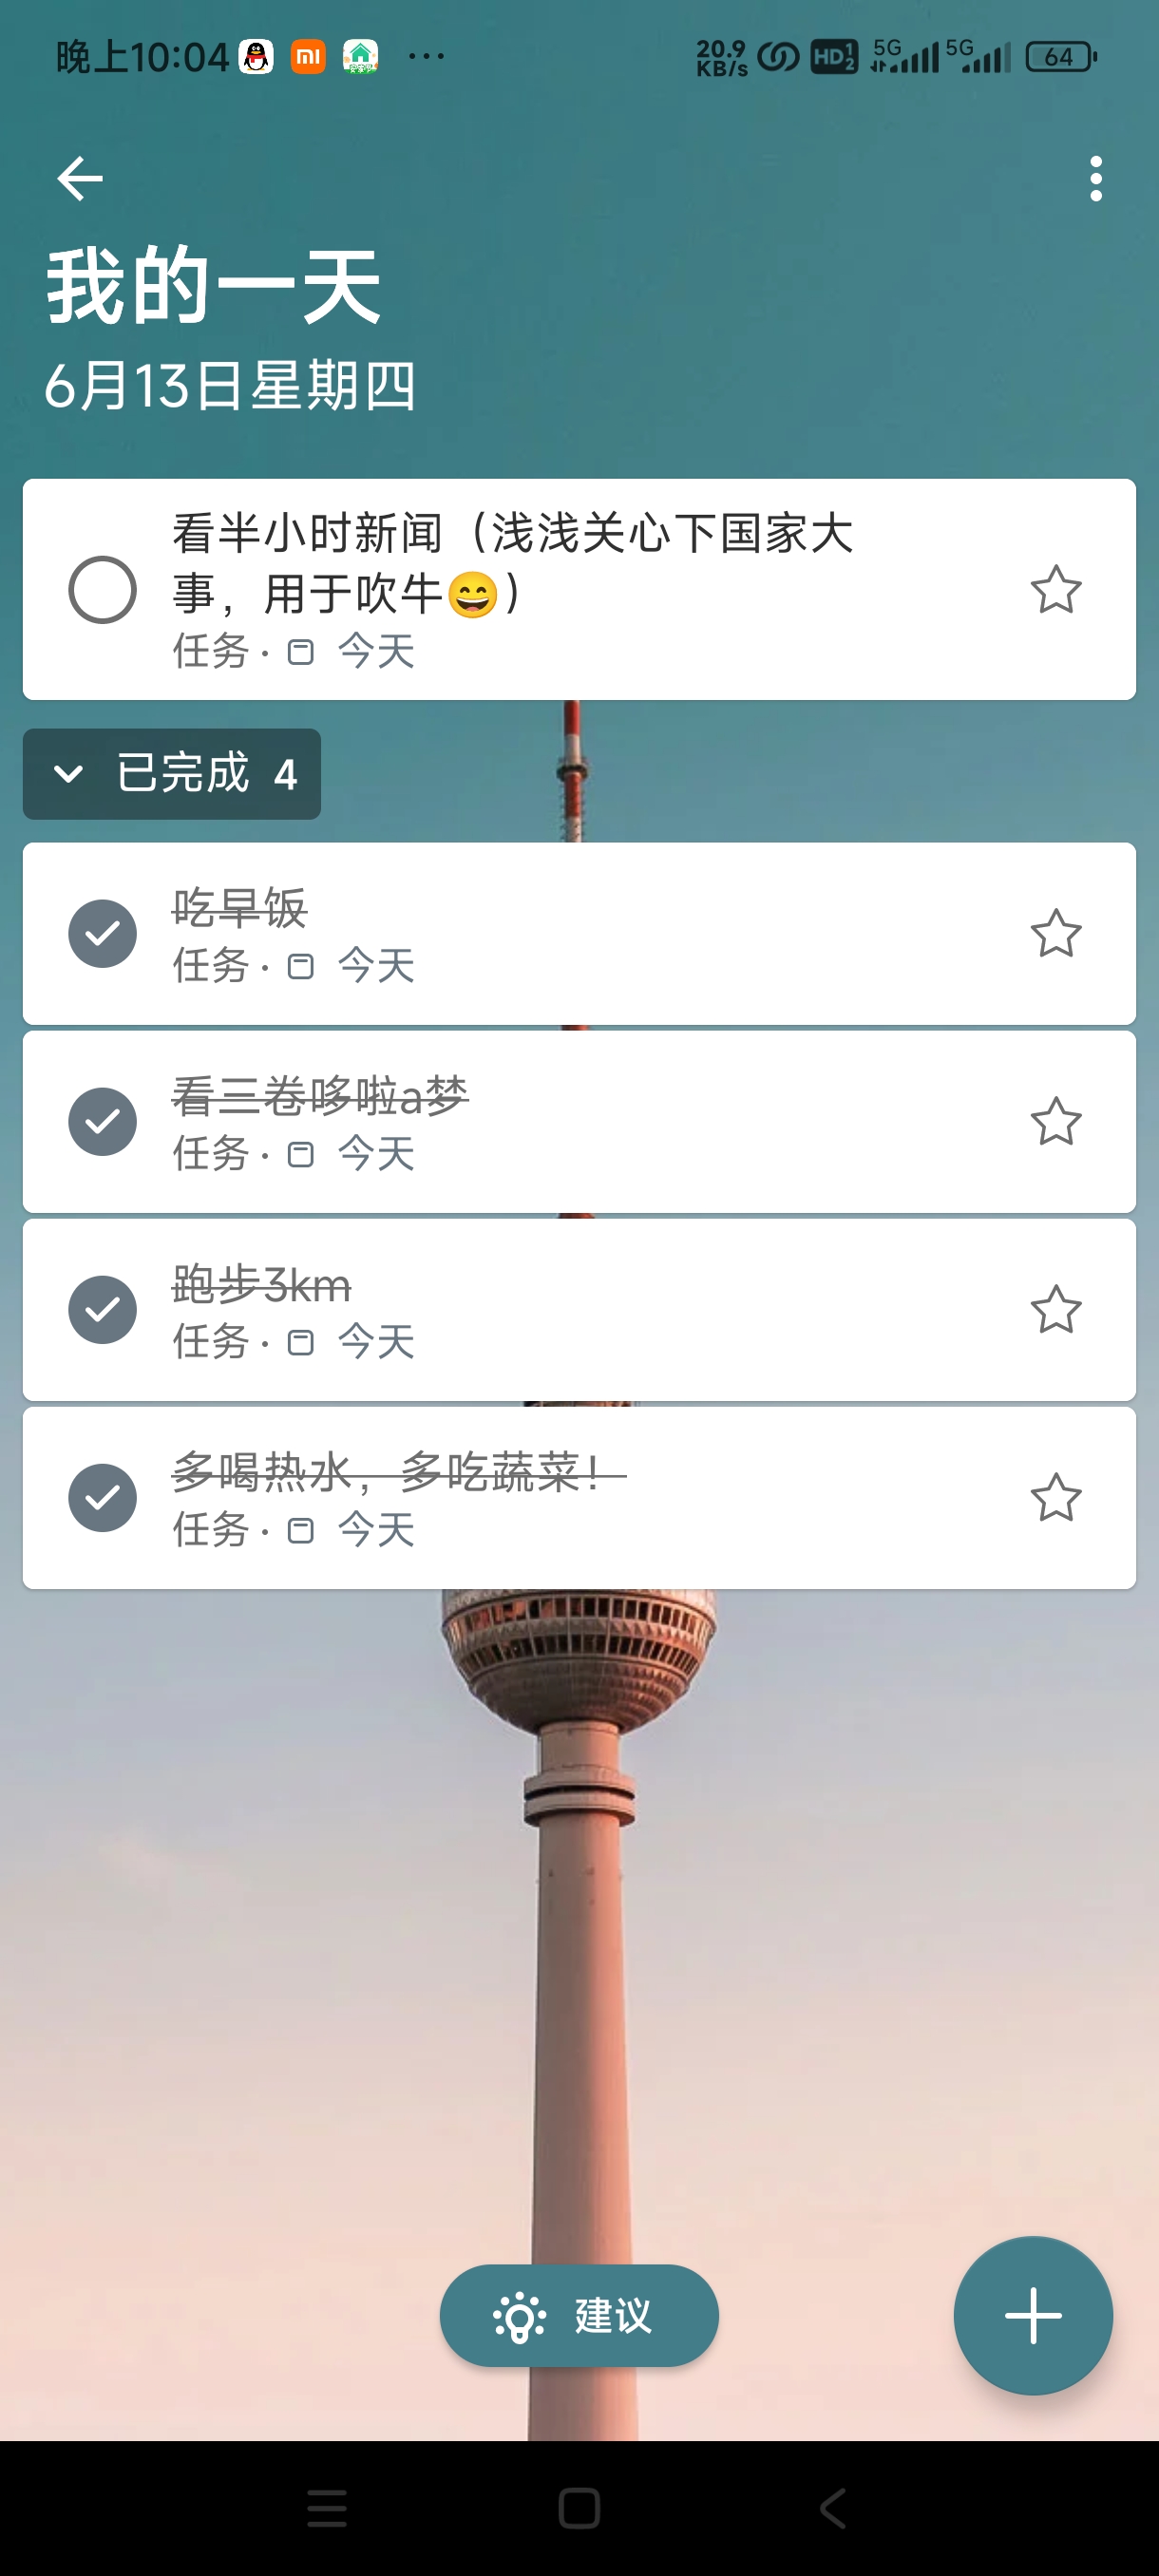 晚上10:04
20.9
KB/s
HD 1 2
5G
5G
64
我的一天
6月13日星期四
看半小时新闻（浅浅关心下国家大
事，用于吹牛😄）
任务 · 今天
已完成 4
吃早饭
任务 · 今天
看三卷哆啦a梦
任务 · 今天
跑步3km
任务 · 今天
多喝热水，多吃蔬菜！
任务 · 今天
建议